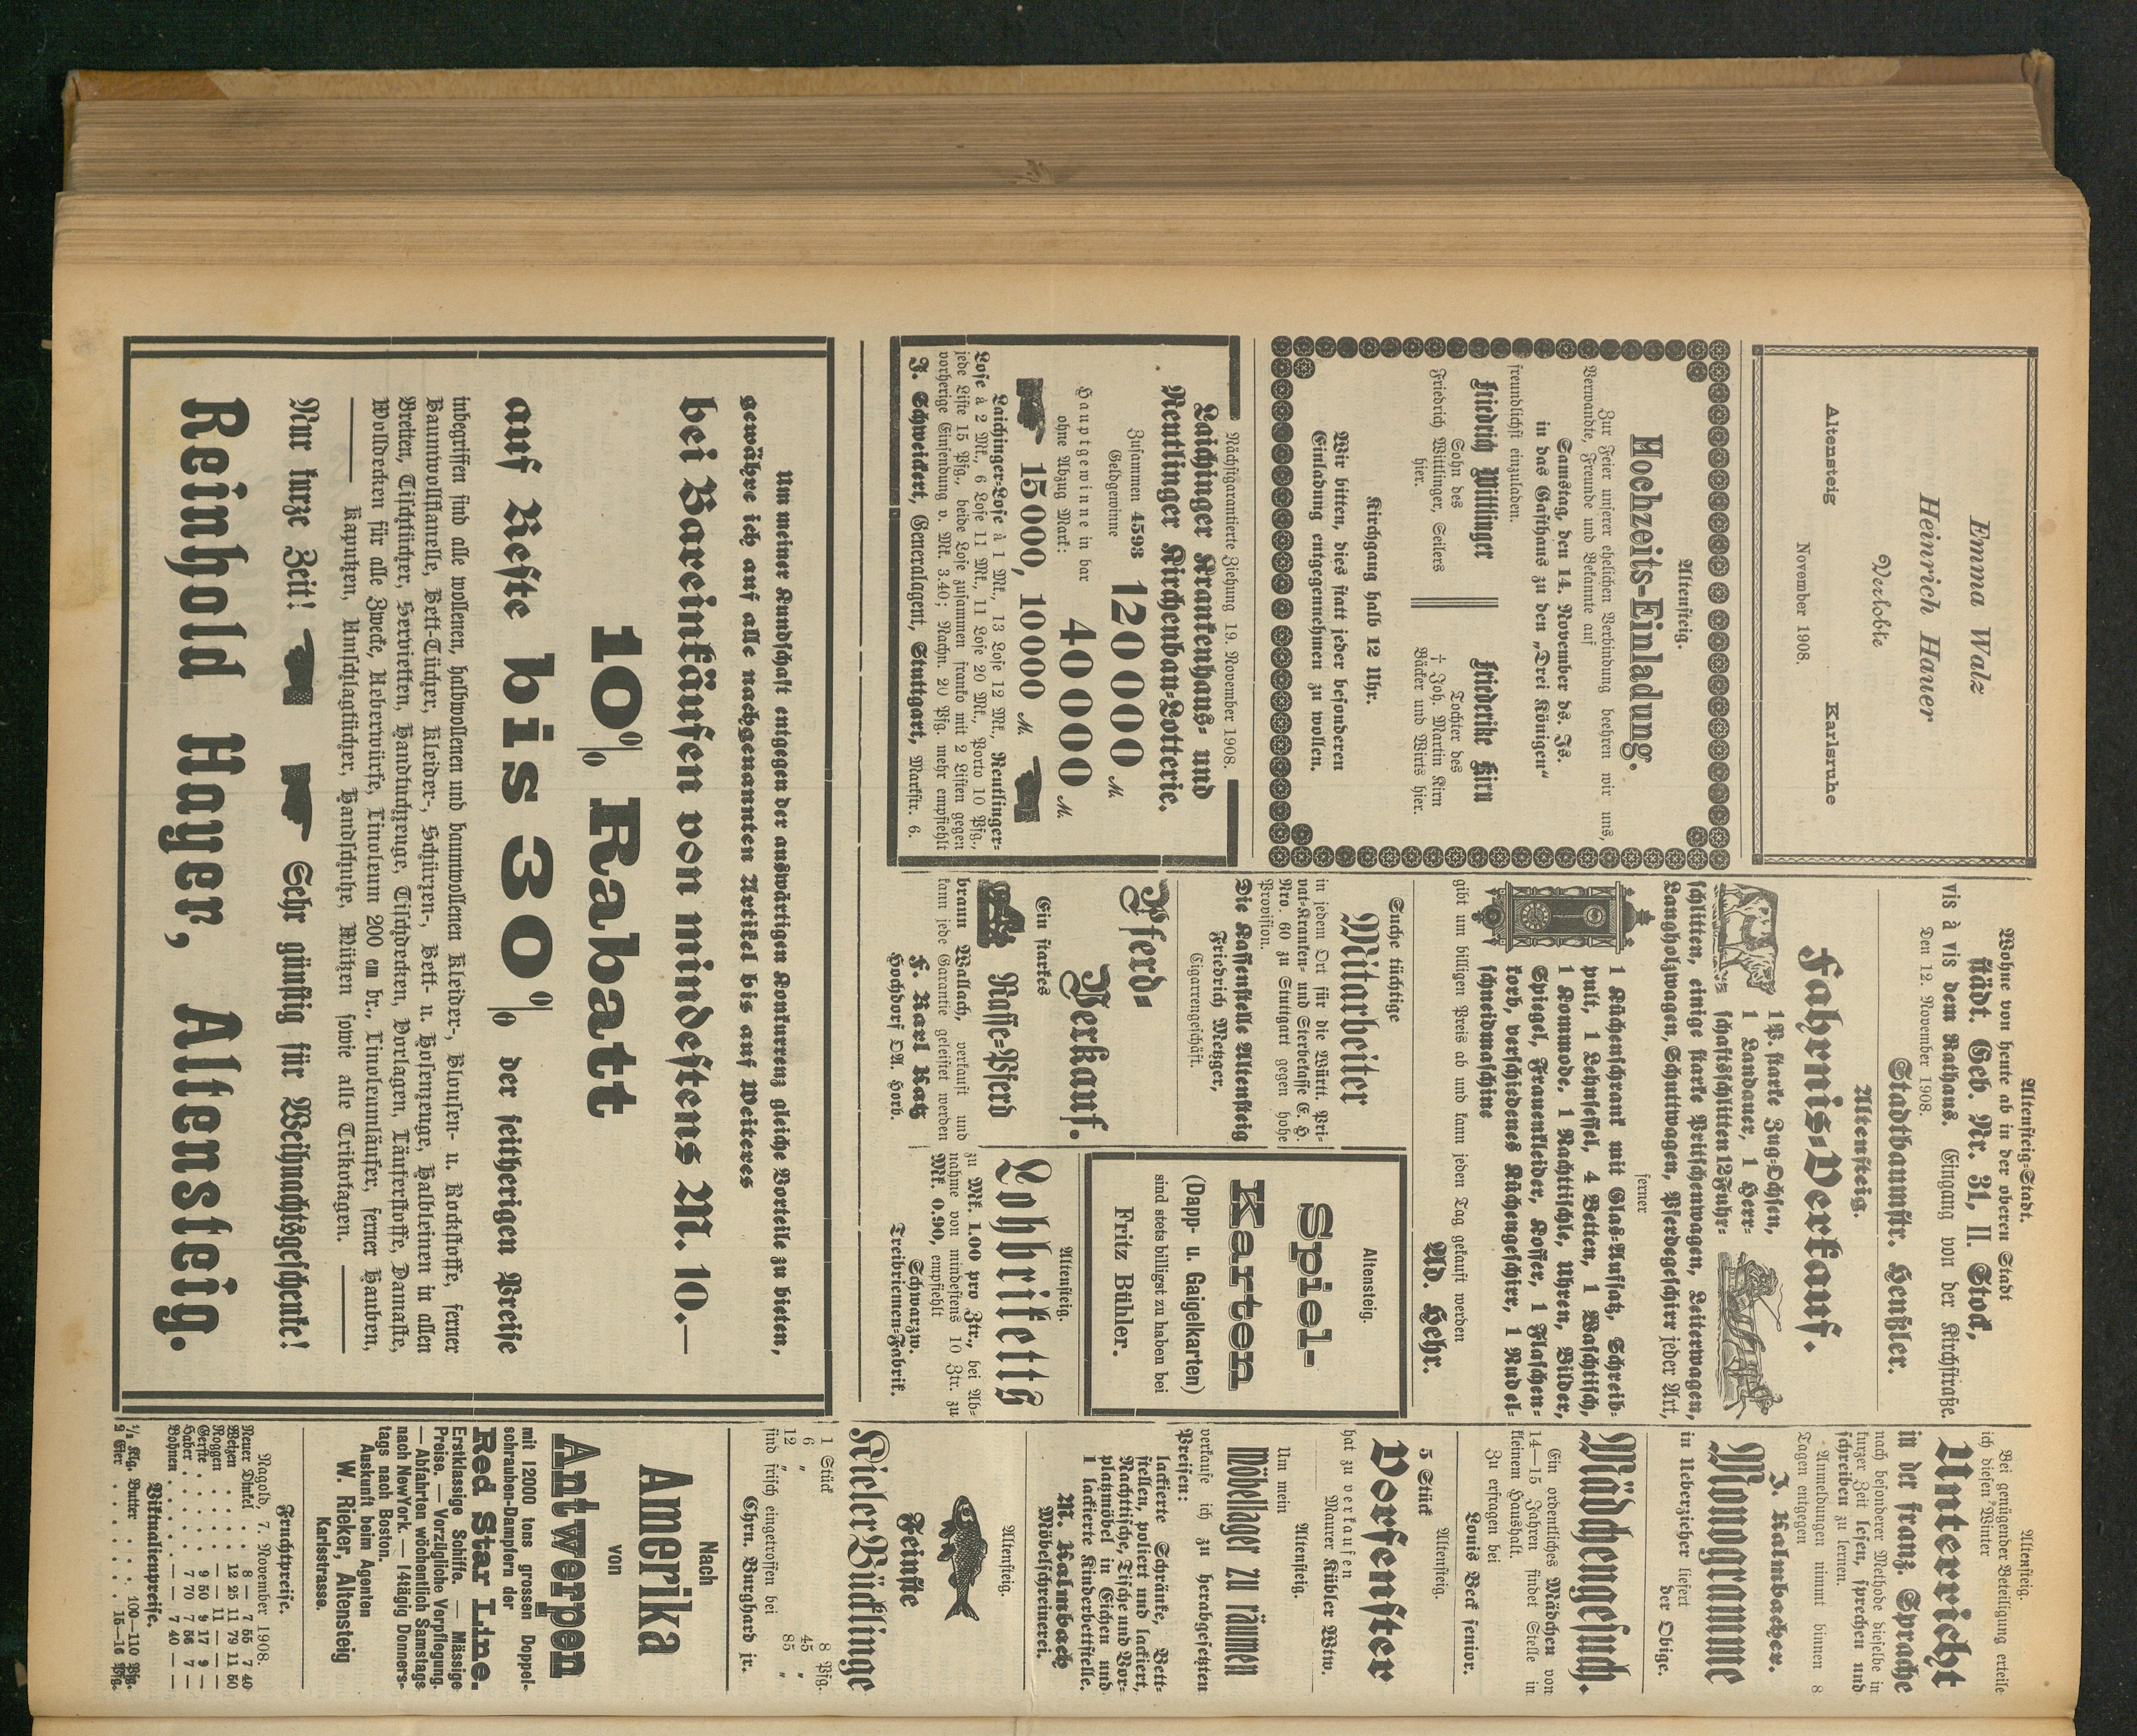 Emma Walz
Heinrich Hauer
Verlobte
November 1908.
Altensteig
Karlsruhe
Altensteig.
Hochzeits-Einladung.
Zur Feier unserer ehelichen Verbindung beehren wir uns,
Verwandte, Freunde und Bekannte auf
Samstag, den 14. November ds. Js.
in das Gasthaus zu den „Drei Königen“
freundlichst einzuladen.
Friedrich Wittlinger
Sohn des
Friedrich Wittlinger, Seilers
hier.
Friederike Kirn
Tochter des
† Joh. Martin Kirn
Bäcker und Wirts hier.
Kirchgang halb 12 Uhr.
Wir bitten, dies statt jeder besonderen
Einladung entgegennehmen zu wollen.
Nächstgarantierte Ziehung 19. November 1908.
Laichinger Krankenhaus- und
Reutlinger Kirchenbau-Lotterie.
Zusammen 4593
Geldgewinne
120000 M.
Hauptgewinne in bar
ohne Abzug Mark:
40000 M.
15000, 10000 M.
Laichinger-Lose à 1 Mk., 13 Lose 12 Mk., Reutlinger-
Lose à 2 Mk., 6 Lose 11 Mk., 11 Lose 20 Mk., Porto 10 Pfg.,
jede Liste 15 Pfg., beide Lose zusammen franko mit 2 Listen gegen
vorherige Einsendung v. Mk. 3.40; Nachn. 20 Pfg. mehr empfiehlt
J. Schweickert, Generalagent, Stuttgart, Marktstr. 6.
Altensteig-Stadt.
Wohne von heute ab in der oberen Stadt
städt. Geb. Nr. 31, II. Stock,
vis à vis dem Rathaus. Eingang von der Kirchstraße.
Den 12. November 1908.
Stadtbaumstr. Henßler.
Altensteig.
Fahrnis-Verkauf.
1 P. starke Zug-Ochsen,
1 Landauer, 1 Herr-
schaftsschlitten 12 Fuhr-
schlitten, einige starke Pritschenwagen, Leiterwagen,
Langholzwagen, Schuttwagen, Pferdegeschirr jeder Art,
ferner
1 Küchenschrank mit Glas-Aufsatz, Schreib-
pult, 1 Lehnsessel, 4 Betten, 1 Waschtisch,
1 Kommode, 1 Nachttischle, Uhren, Bilder,
Spiegel, Frauenkleider, Koffer, 1 Flaschen-
korb, verschiedenes Küchengeschirr, 1 Nudel-
schneidmaschine
gibt um billigen Preis ab und kann jeden Tag gekauft werden
Ad. Hehr.
Suche tüchtige
Mitarbeiter
in jedem Ort für die Württ. Pri-
vat-Kranken- und Sterbekasse E. H.
Nro. 60 zu Stuttgart gegen hohe
Provision.
Die Kassenstelle Altensteig
Friedrich Metzger,
Cigarrengeschäft.
Pferd-
Verkauf.
Ein starkes
Rasse-Pferd
braun Wallach, verkauft und
kann jede Garantie geleistet werden
F. Karl Katz
Hochdorf OA. Horb.
Altensteig.
Spiel-
Karten
(Dapp- u. Gaigelkarten)
sind stets billigst zu haben bei
Fritz Bühler.
Altensteig.
Lohbriketts
zu Mk. 1.00 pro Ztr., bei Ab-
nahme von mindestens 10 Ztr. zu
Mk. 0.90, empfiehlt
Schwarzw.
Treibriemen-Fabrik.
Altensteig.
Bei genügender Beteiligung erteile
ich diesen Winter
Unterricht
in der franz. Sprache
nach besonderer Methode dieselbe in
kurzer Zeit lesen, sprechen und
schreiben zu lernen.
Anmeldungen nimmt binnen 8
Tagen entgegen
J. Kalmbacher.
Monogramme
in Ueberzieher liefert
der Obige.
Mädchengesuch.
Ein ordentliches Mädchen von
14—15 Jahren findet Stelle in
kleinem Haushalt.
Zu erfragen bei
Louis Beck senior.
Altensteig.
5 Stück
Vorfenster
hat zu verkaufen
Maurer Kübler Wtw.
Altensteig.
Um mein
Möbellager zu räumen
verkaufe ich zu herabgesetzten
Preisen:
lackierte Schränke, Bett-
stellen, poliert und lackiert,
Nachttische, Tische und Vor-
platzmöbel in Eichen und
1 lackierte Kinderbettstelle.
M. Kalmbach
Möbelschreinerei.
Altensteig.
Feinste
Kieler Bücklinge
1 Stück 8 Pfg.
6 „ 45 „
12 „ 85 „
sind frisch eingetroffen bei
Chrn. Burghard jr.
Nach
Amerika
von
Antwerpen
mit 12000 tons grossen Doppel-
schrauben-Dampfern der
Red Star Line.
Erstklassige Schiffe. — Mässige
Preise. — Vorzügliche Verpflegung.
— Abfahrten wöchentlich Samstags
nach NewYork. — 14tägig Donners-
tags nach Boston.
Auskunft beim Agenten
W. Rieker, Altensteig
Karlsstrasse.
Fruchtpreise.
Nagold, 7. November 1908.
Neuer Dinkel . . 8 — 7 55 7 40
Weizen . . . . 12 25 11 79 11 50
Roggen . . . . — — 11 — — —
Gerste . . . . 9 50 9 17 9 —
Haber . . . . 7 70 7 56 7 —
Bohnen . . . . — — 7 40 — —
Viktualienpreise.
1/2 Klg. Butter . . . 100—110 Pfg.
2 Eier . . . . . 15—16 Pfg.
Um meiner Kundschaft entgegen der auswärtigen Konkurrenz gleiche Vorteile zu bieten,
gewähre ich auf alle nachgenannten Artikel bis auf Weiteres
bei Bareinkäufen von mindestens M. 10.—
10% Rabatt
auf Reste bis 30% der seitherigen Preise
inbegriffen sind alle wollenen, halbwollenen und baumwollenen Kleider-, Blousen- u. Rockstoffe, ferner
Baumwollflanelle, Bett-Tücher, Kleider-, Schürzen-, Bett- u. Hosenzeuge, Halbleinen in allen
Breiten, Tischtücher, Servietten, Handtuchzeuge, Tischdecken, Vorlagen, Läuferstoffe, Damaste,
Wolldecken für alle Zwecke, Ueberwürfe, Linoleum 200 cm br., Linoleumläufer, ferner Hauben,
Kaputzen, Umschlagtücher, Handschuhe, Mützen sowie alle Trikotagen.
Nur kurze Zeit! Sehr günstig für Weihnachtsgeschenke!
Reinhold Hayer, Altensteig.